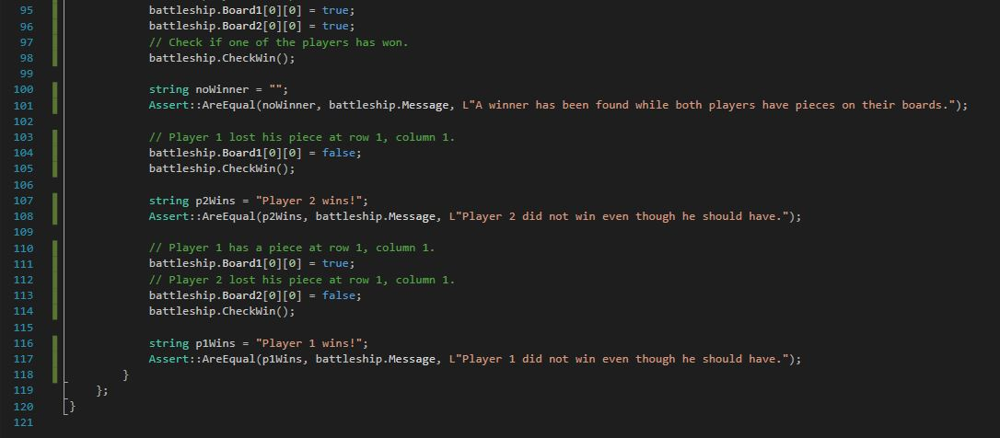 95 battleship.Board1[0][0] = true;
96 battleship.Board2[0][0] = true;
97 // Check if one of the players has won.
98 battleship.CheckWin();
99
100 string noWinner = "";
101 Assert::AreEqual(noWinner, battleship.Message, L"A winner has been found while both players have pieces on their boards.");
102
103 // Player 1 lost his piece at row 1, column 1.
104 battleship.Board1[0][0] = false;
105 battleship.CheckWin();
106
107 string p2Wins = "Player 2 wins!";
108 Assert::AreEqual(p2Wins, battleship.Message, L"Player 2 did not win even though he should have.");
109
110 // Player 1 has a piece at row 1, column 1.
111 battleship.Board1[0][0] = true;
112 // Player 2 lost his piece at row 1, column 1.
113 battleship.Board2[0][0] = false;
114 battleship.CheckWin();
115
116 string p1Wins = "Player 1 wins!";
117 Assert::AreEqual(p1Wins, battleship.Message, L"Player 1 did not win even though he should have.");
118 }
119 };
120 }
121